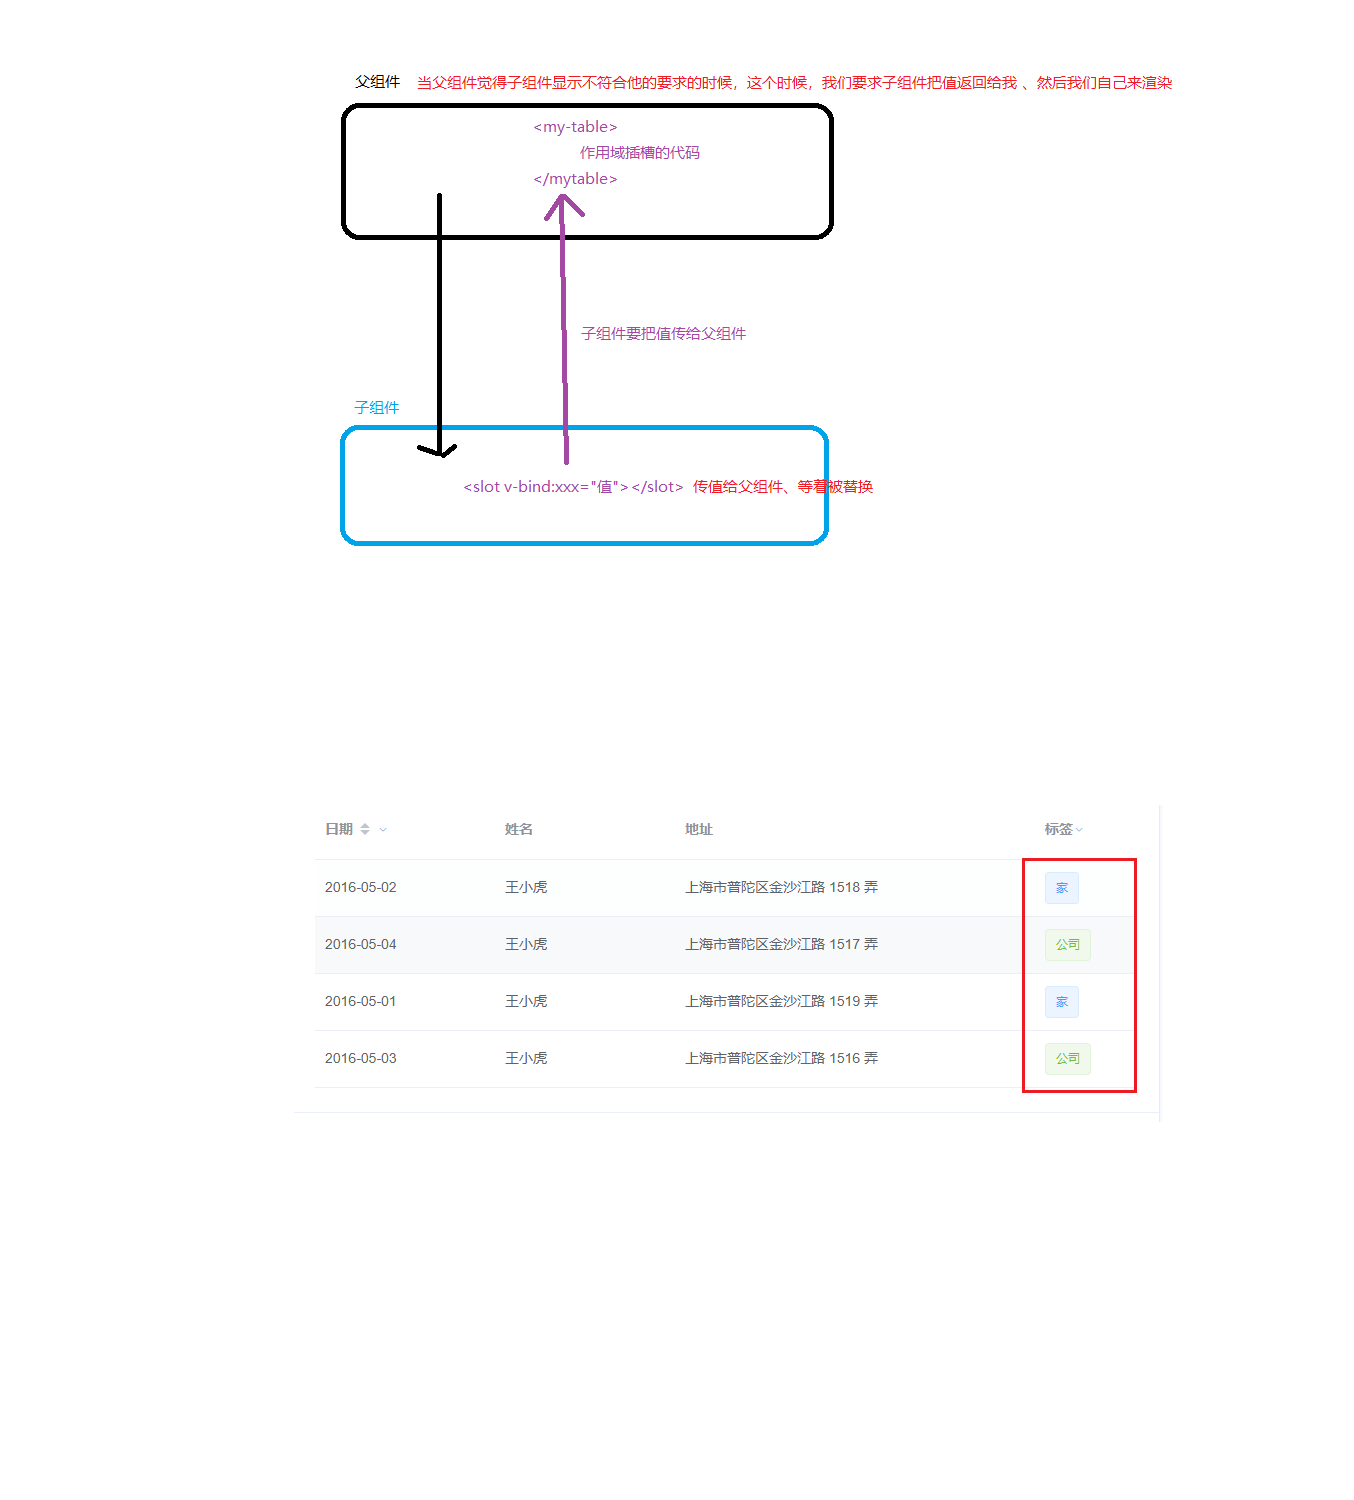 父组件 当父组件觉得子组件显示不符合他的要求的时候，这个时候，我们要求子组件把值返回给我 、然后我们自己来渲染
<my-table>
作用域插槽的代码
</mytable>
子组件要把值传给父组件
子组件
<slot v-bind:xxx="值"></slot> 传值给父组件、等着被替换
日期 姓名 地址 标签
2016-05-02 王小虎 上海市普陀区金沙江路 1518 弄 家
2016-05-04 王小虎 上海市普陀区金沙江路 1517 弄 公司
2016-05-01 王小虎 上海市普陀区金沙江路 1519 弄 家
2016-05-03 王小虎 上海市普陀区金沙江路 1516 弄 公司